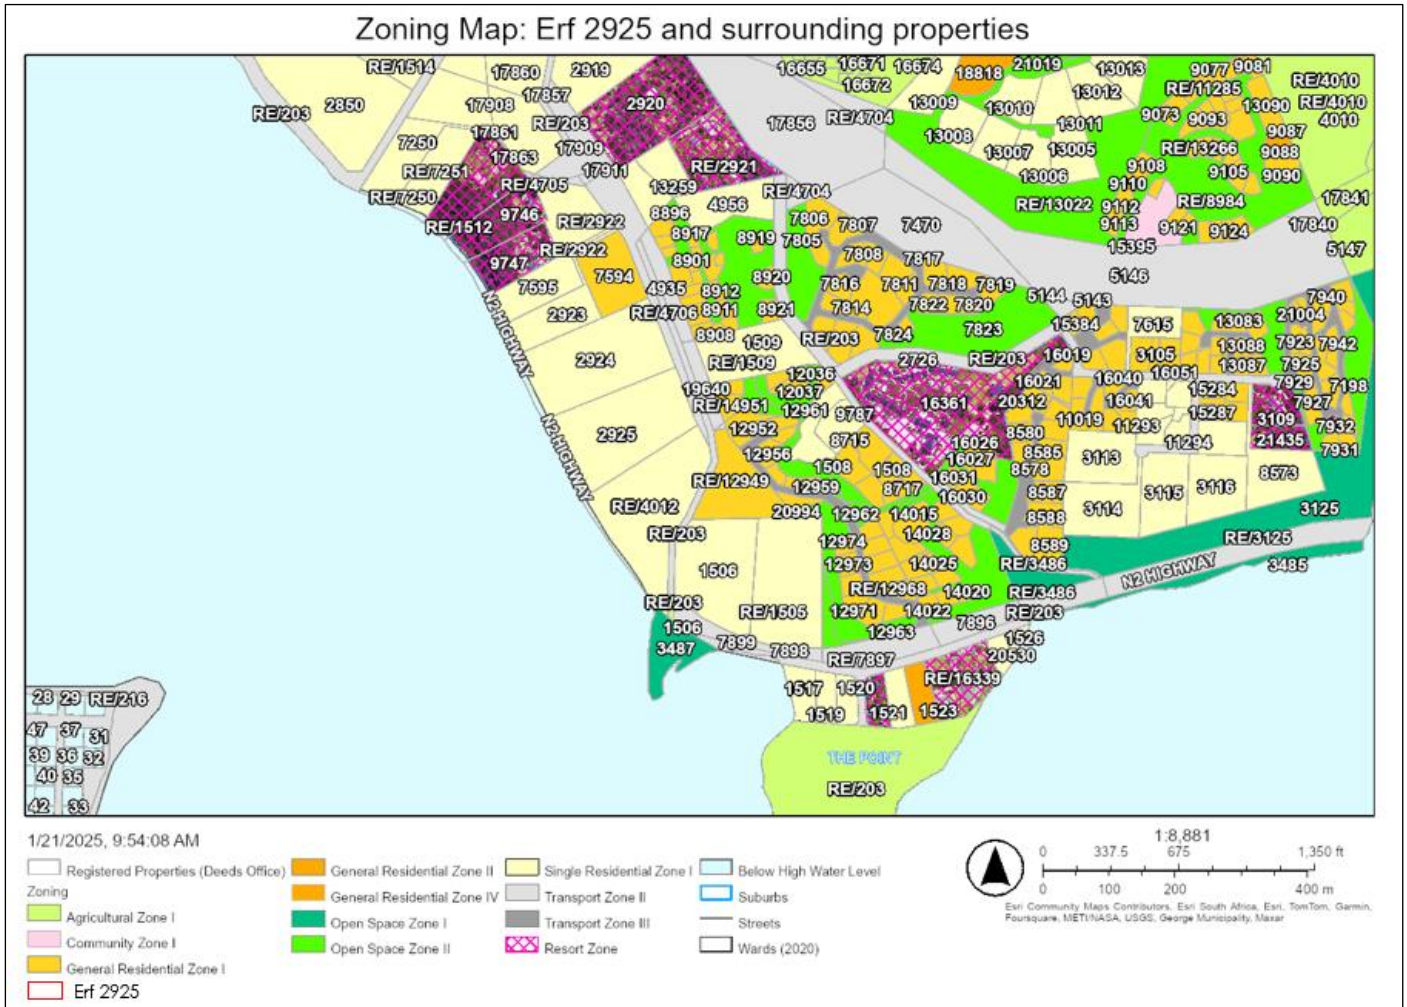 Zoning Map: Erf 2925 and surrounding properties
RE/1514 17860 2919 16655 16671 16674 18818 21019 13013 9077 9081
2850 17857 2920 16672 13009 13012 RE/11285 RE/4010
RE/203 17908 RE/203 17856 RE/4704 13010 13090 RE/4010
7250 17861 17909 13008 13011 9073 9093 9087 4010
RE/7251 17863 17911 RE/2921 13007 13005 RE/13266 9088
RE/7250 RE/4705 13259 RE/4704 13006 9108 9105 9090 17841
RE/1512 9746 RE/2922 8896 4956 7806 7807 7470 RE/13022 9110 RE/8984
9747 RE/2922 8917 8919 7805 9112 9113 9121 9124 17840
7595 7594 8901 8920 7808 7817 15395 5146 5147
2923 4935 8912 7816 7811 7818 7819 5144 5143 7940
RE/4706 8911 8921 7814 7822 7820 15384 7615 13083 21004
2924 8908 1509 RE/203 7824 7823 3105 13088 7923 7942
RE/1509 12036 2726 RE/203 16019 16051 13087 7925
19640 12037 16021 16040 15284 7929 7198
RE/14951 12961 9787 16361 20312 16041 15287 7927
2925 12952 8715 16026 8580 11019 11293 3109 7932
12956 1508 1508 16027 8585 11294 21435 7931
RE/12949 12959 8717 16031 8578 3113 8573
RE/4012 20994 12962 14015 16030 8587 3114 3115 3116 3125
RE/203 12974 14028 8588 RE/3125
1506 12973 14025 8589 3485
RE/12968 RE/3486
RE/203 RE/1505 12971 14022 14020 RE/3486
1506 12963 7896 RE/203
3487 7899 7898 RE/7897 1526
20530
1517 1520 RE/16339
1519 1521 1523
N2 HIGHWAY
N2 HIGHWAY
N2 HIGHWAY
N2 HIGHWAY
THE POINT
RE/203
28 29 RE/216
47 37 31
39 36 32
40 35
42 33
1/21/2025, 9:54:08 AM
Registered Properties (Deeds Office)
Zoning
Agricultural Zone I
Community Zone I
General Residential Zone I
Erf 2925
General Residential Zone II
General Residential Zone IV
Open Space Zone I
Open Space Zone II
Single Residential Zone I
Transport Zone II
Transport Zone III
Resort Zone
Below High Water Level
Suburbs
Streets
Wards (2020)
1:8,881
0 337.5 675 1,350 ft
0 100 200 400 m
Esri Community Maps Contributors, Esri South Africa, Esri, TomTom, Garmin,
Foursquare, METI/NASA, USGS, George Municipality, Maxar